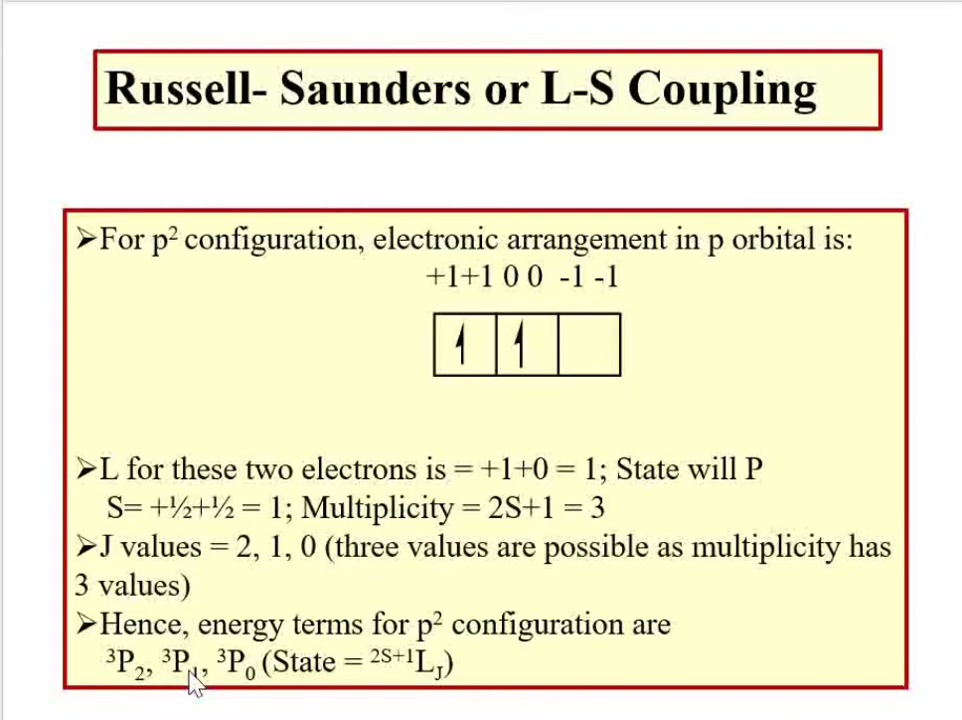 Russell- Saunders or L-S Coupling
➢For p² configuration, electronic arrangement in p orbital is:
+1+1 0 0 -1 -1
➢L for these two electrons is = +1+0 = 1; State will P
S= +½+½ = 1; Multiplicity = 2S+1 = 3
➢J values = 2, 1, 0 (three values are possible as multiplicity has
3 values)
➢Hence, energy terms for p² configuration are
³P₂, ³P₁, ³P₀ (State = ²ˢ⁺¹L_J)